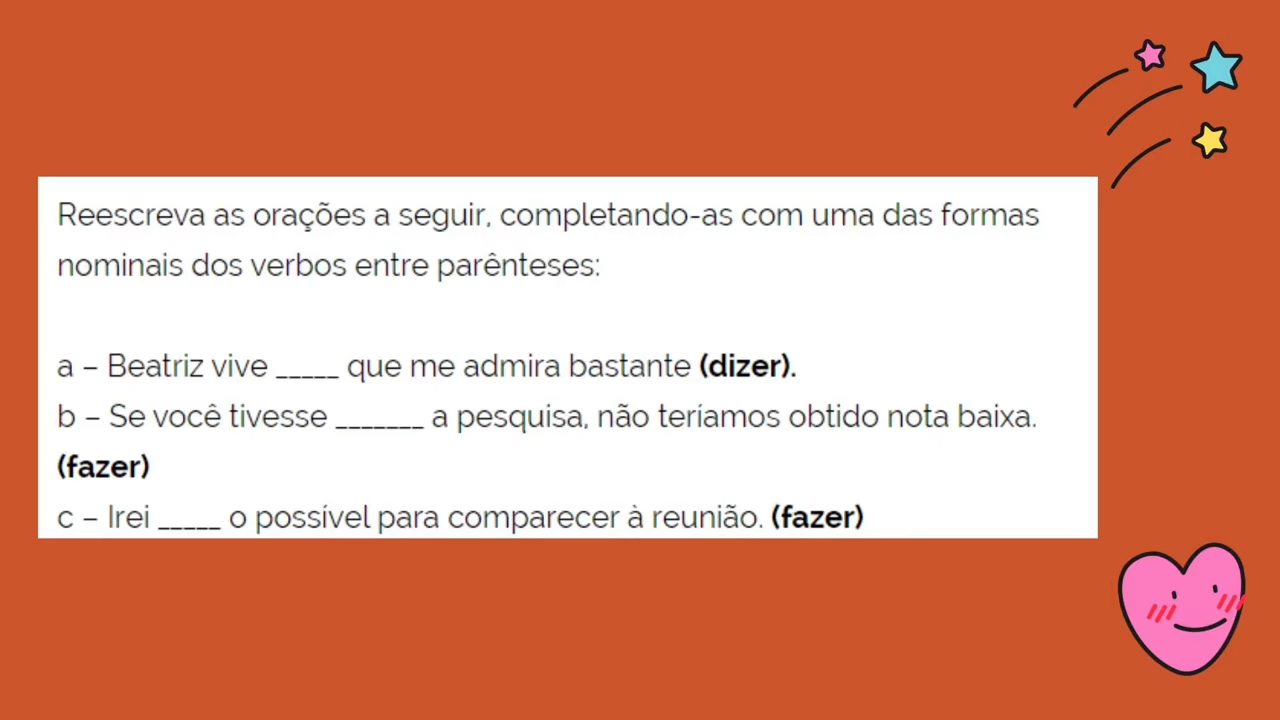 Reescreva as orações a seguir, completando-as com uma das formas
nominais dos verbos entre parênteses:
a – Beatriz vive _____ que me admira bastante (dizer).
b – Se você tivesse _______ a pesquisa, não teríamos obtido nota baixa.
(fazer)
c – Irei _____ o possível para comparecer à reunião. (fazer)